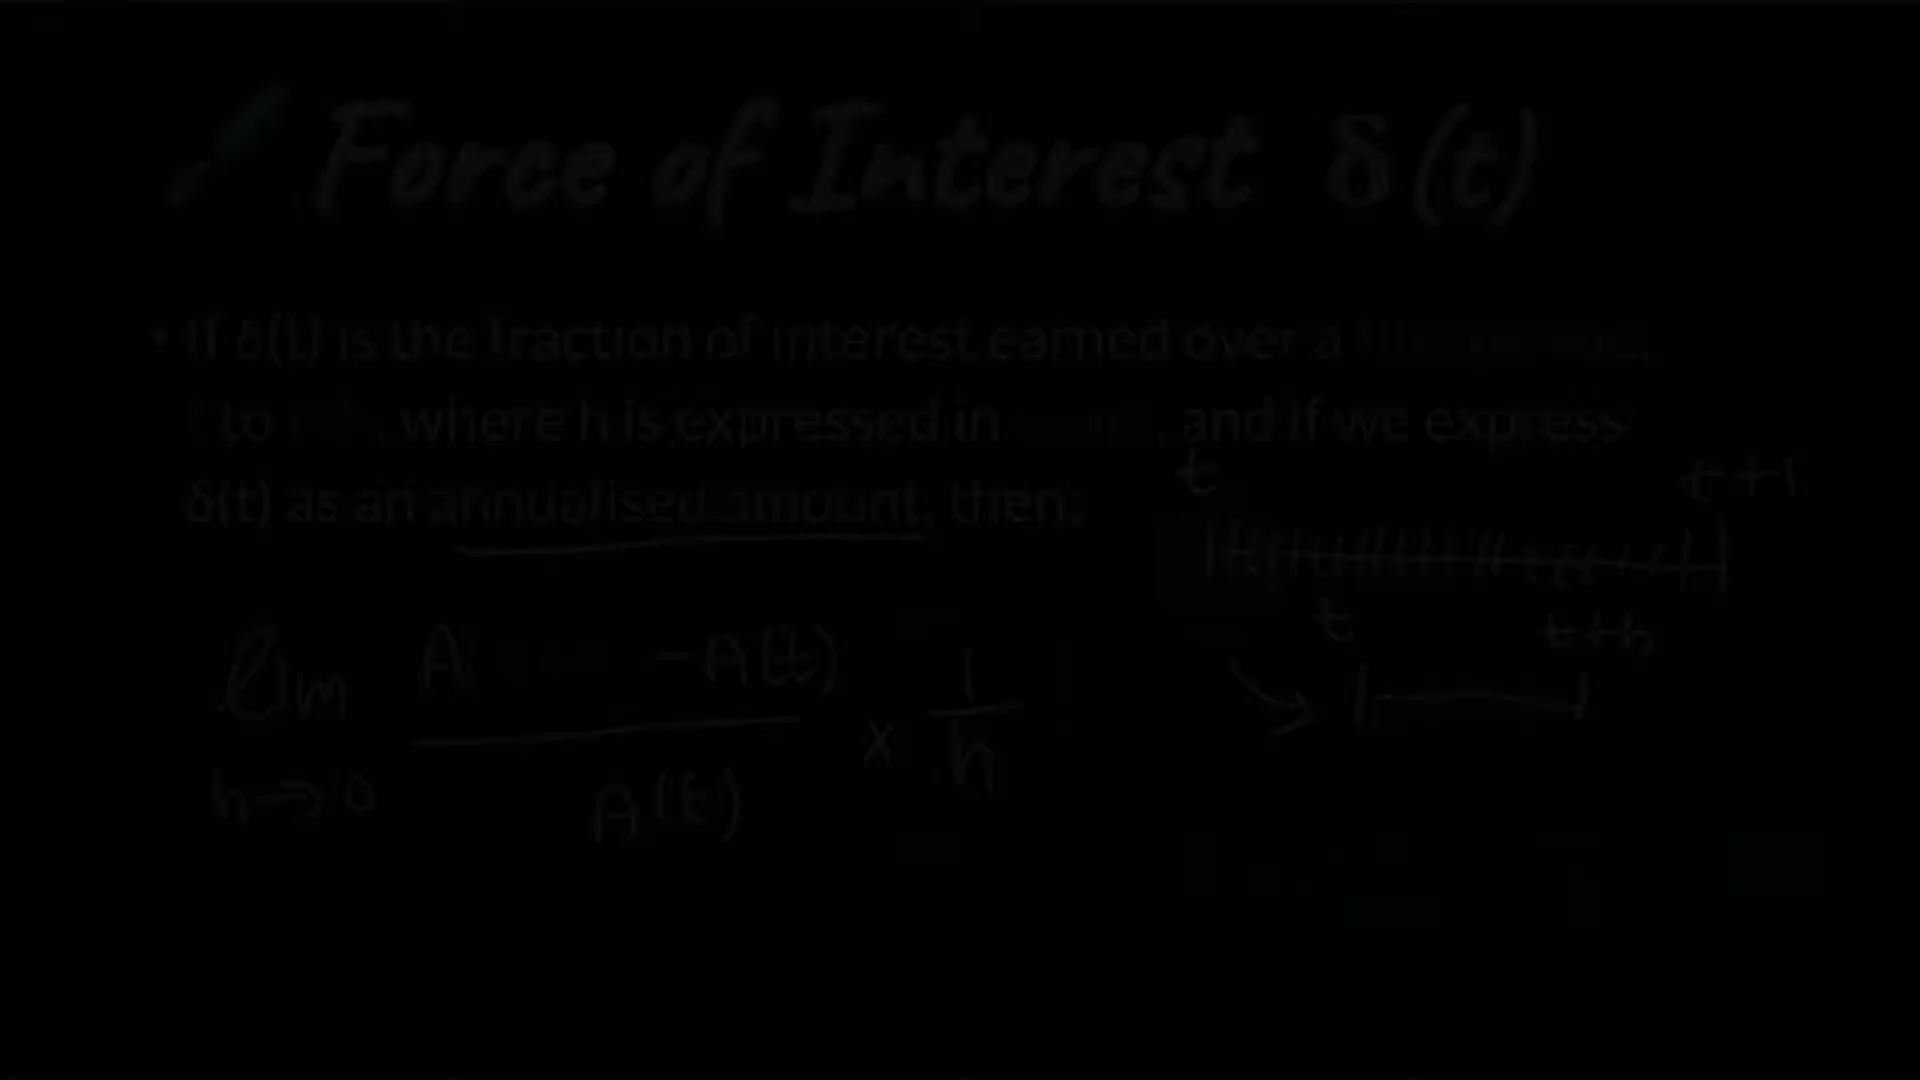 Force of Interest δ(t)
• If δ(t) is the fraction of interest earned over a
to where h is expressed in , and if we express
δ(t) as an annualised amount, then:
t t+1
t t+h
lim A - A(t) 1
h→0 A(t) × h